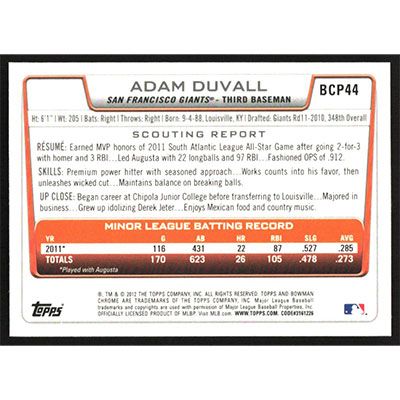 ADAM DUVALL
BCP44
SAN FRANCISCO GIANTS® - THIRD BASEMAN
Ht: 6'1" | Wt: 205 | Bats: Right | Throws: Right | Born: 9-4-88, Louisville, KY | Drafted: Giants Rd11-2010, 348th Overall
SCOUTING REPORT
RÉSUMÉ: Earned MVP honors of 2011 South Atlantic League All-Star Game after going 2-for-3
with homer and 3 RBI... Led Augusta with 22 longballs and 97 RBI... Fashioned OPS of .912.
SKILLS: Premium power hitter with seasoned approach... Works counts into his favor, then
unleashes wicked cut... Maintains balance on breaking balls.
UP CLOSE: Began career at Chipola Junior College before transferring to Louisville... Majored in
business... Grew up idolizing Derek Jeter... Enjoys Mexican food and country music.
MINOR LEAGUE BATTING RECORD
YR G AB HR RBI SLG AVG
2011* 116 431 22 87 .527 .285
TOTALS 170 623 26 105 .478 .273
*Played with Augusta
Topps
®, TM & © 2012 THE TOPPS COMPANY, INC. ALL RIGHTS RESERVED. TOPPS AND BOWMAN
CHROME ARE TRADEMARKS OF THE TOPPS COMPANY, INC. Major League Baseball
trademarks and copyrights are used with permission of Major League Baseball
Properties, Inc. OFFICIAL LICENSED PRODUCT OF MLBP. Visit MLB.com. WWW.TOPPS.COM. CODE#3161226